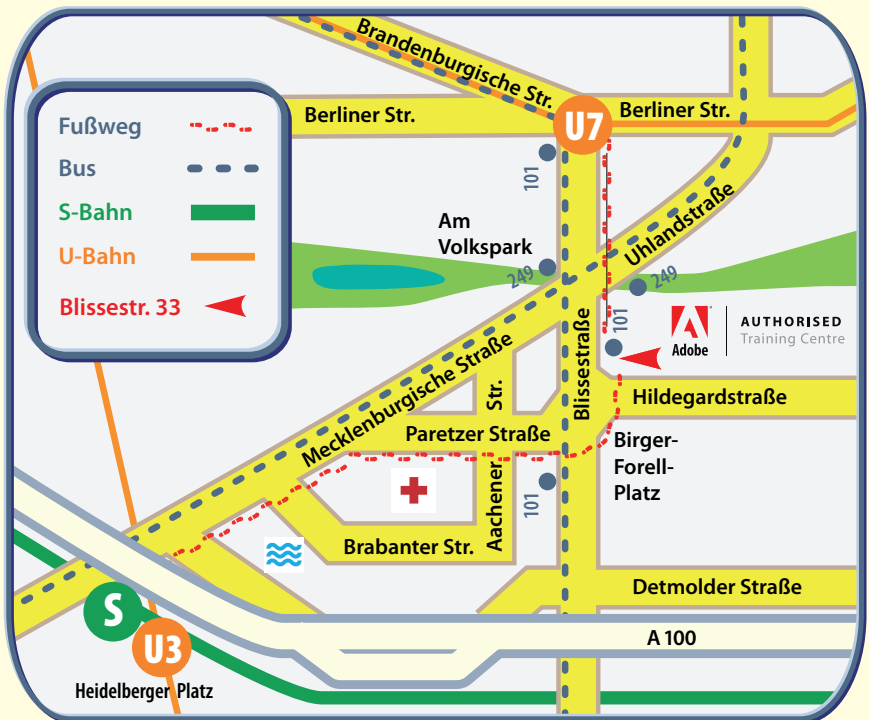 Brandenburgische Str.
Berliner Str.
U7
Berliner Str.
Fußweg
Bus
S-Bahn
U-Bahn
Blissestr. 33
101
Am
Volkspark
249
Uhlandstraße
249
101
Adobe
AUTHORISED
Training Centre
Mecklenburgische Straße
Aachener Str.
Blissestraße
Hildegardstraße
Paretzer Straße
Birger-
Forell-
Platz
101
Brabanter Str.
Detmolder Straße
S
U3
A 100
Heidelberger Platz